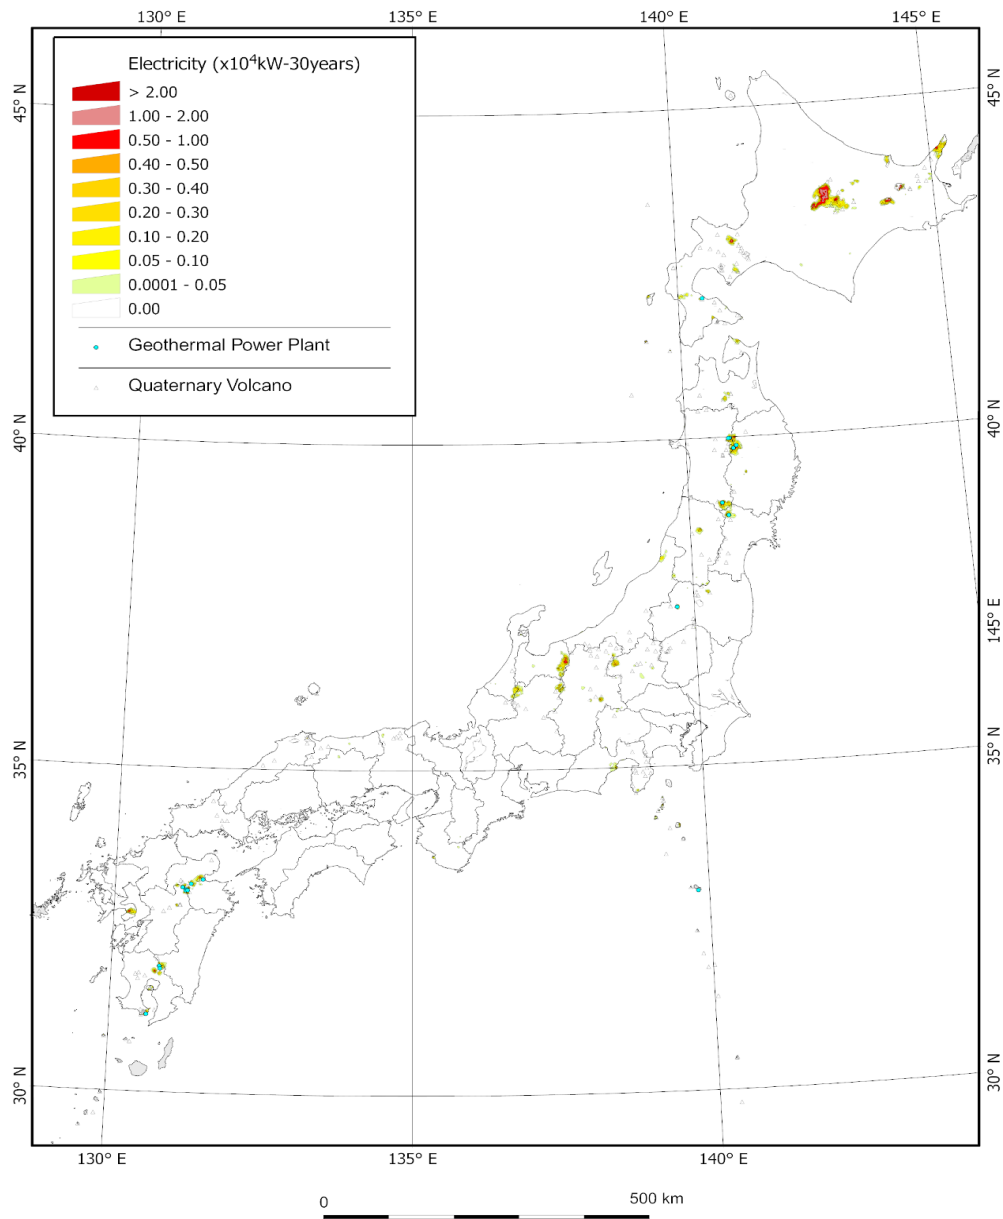 130° E
135° E
140° E
145° E
45° N
45° N
Electricity (x10⁴kW-30years)
> 2.00
1.00 - 2.00
0.50 - 1.00
0.40 - 0.50
0.30 - 0.40
0.20 - 0.30
0.10 - 0.20
0.05 - 0.10
0.0001 - 0.05
0.00
Geothermal Power Plant
Quaternary Volcano
40° N
40° N
145° E
35° N
35° N
30° N
30° N
130° E
135° E
140° E
0
500 km